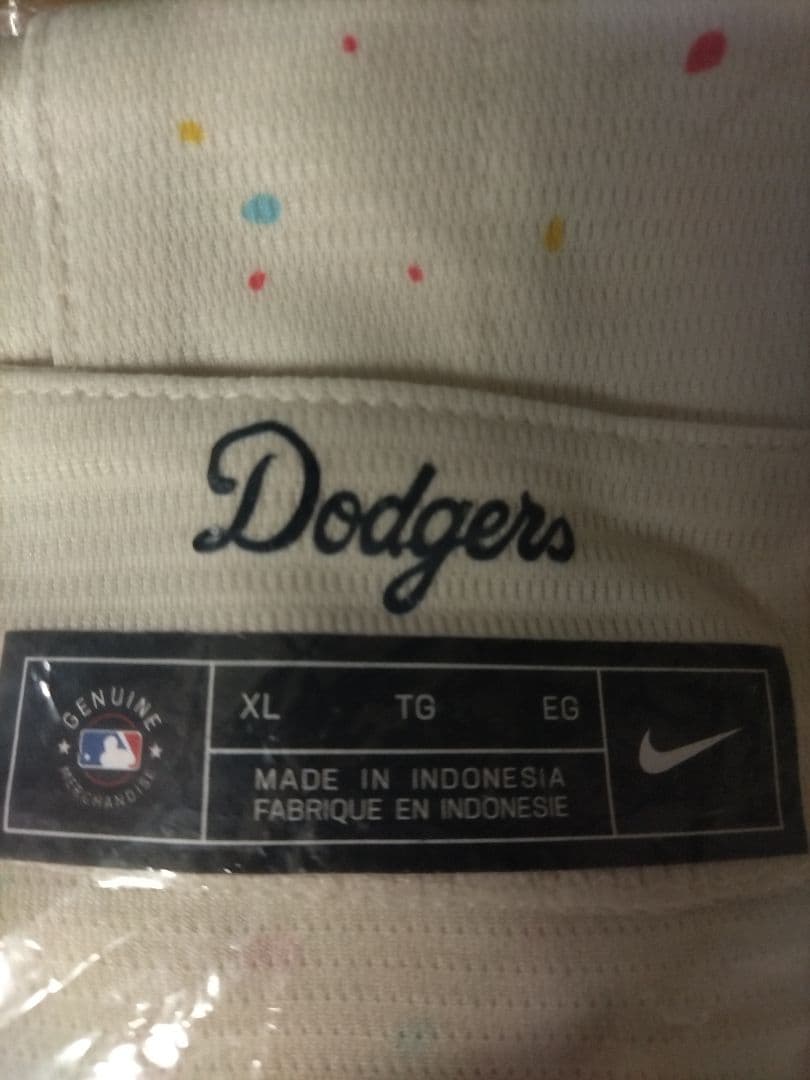 Dodgers
GENUINE
MERCHANDISE
XL TG EG
MADE IN INDONESIA
FABRIQUE EN INDONESIE